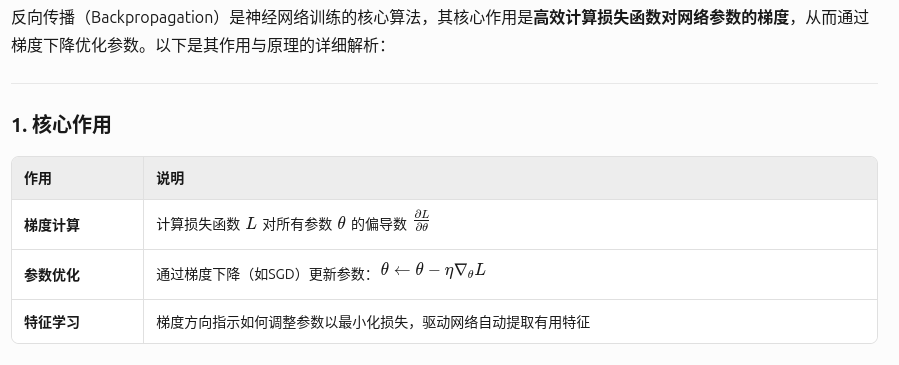 反向传播（Backpropagation）是神经网络训练的核心算法，其核心作用是高效计算损失函数对网络参数的梯度，从而通过
梯度下降优化参数。以下是其作用与原理的详细解析：
1. 核心作用
作用 说明
梯度计算 计算损失函数 L 对所有参数 θ 的偏导数 ∂L/∂θ
参数优化 通过梯度下降（如SGD）更新参数：θ ← θ − η∇θL
特征学习 梯度方向指示如何调整参数以最小化损失，驱动网络自动提取有用特征